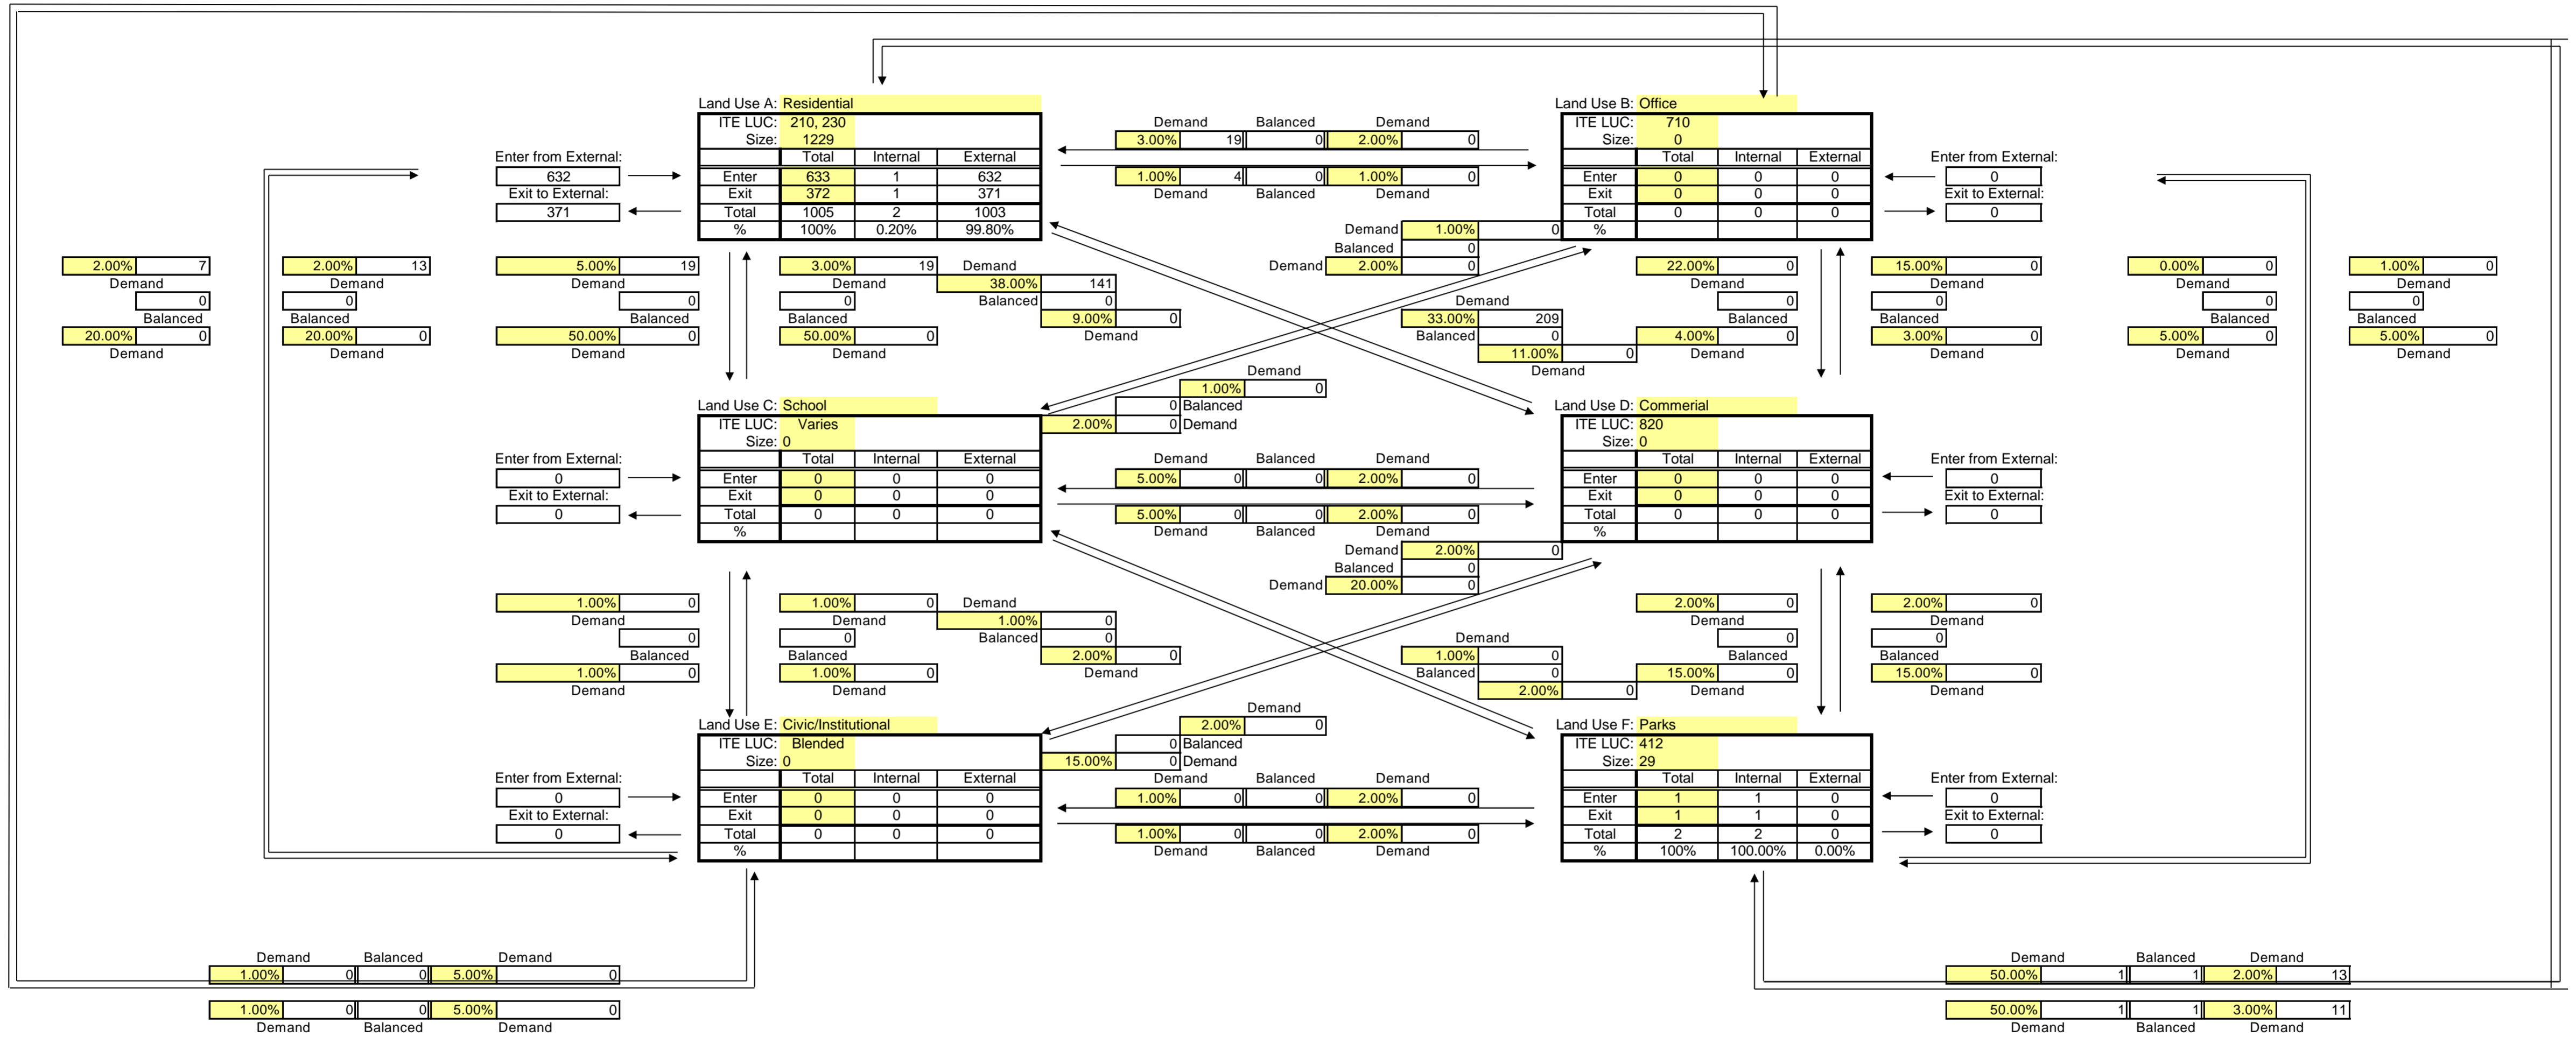 Land Use A: Residential Land Use B: Office
ITE LUC: 210, 230 Demand Balanced Demand ITE LUC: 710
Size: 1229 3.00% 19 0 2.00% 0 Size: 0
Enter from External: Total Internal External Total Internal External Enter from External:
632 Enter 633 1 632 1.00% 4 0 1.00% 0 Enter 0 0 0 0
Exit to External: Exit 372 1 371 Demand Balanced Demand Exit 0 0 0 Exit to External:
371 Total 1005 2 1003 Total 0 0 0 0
% 100% 0.20% 99.80% Demand 1.00% 0 %
Balanced 0
2.00% 7 2.00% 13 5.00% 19 3.00% 19 Demand Demand 2.00% 0 22.00% 0 15.00% 0 0.00% 0 1.00% 0
Demand Demand Demand Demand 38.00% 141 Demand Demand Demand Demand
0 0 0 0 Balanced 0 Demand 0 0 0 0
Balanced Balanced Balanced Balanced 9.00% 0 33.00% 209 Balanced Balanced Balanced Balanced
20.00% 0 20.00% 0 50.00% 0 50.00% 0 Demand Balanced 0 4.00% 0 3.00% 0 5.00% 0 5.00% 0
Demand Demand Demand Demand 11.00% 0 Demand Demand Demand Demand
Demand Demand
1.00% 0
Land Use C: School 0 Balanced Land Use D: Commerial
ITE LUC: Varies 2.00% 0 Demand ITE LUC: 820
Size: 0 Size: 0
Enter from External: Total Internal External Demand Balanced Demand Total Internal External Enter from External:
0 Enter 0 0 0 5.00% 0 0 2.00% 0 Enter 0 0 0 0
Exit to External: Exit 0 0 0 Exit 0 0 0 Exit to External:
0 Total 0 0 0 5.00% 0 0 2.00% 0 Total 0 0 0 0
% Demand Balanced Demand %
Demand 2.00% 0
Balanced 0
Demand 20.00% 0
1.00% 0 1.00% 0 Demand 2.00% 0 2.00% 0
Demand Demand 1.00% 0 Demand Demand
0 0 Balanced 0 Demand 0 0
Balanced Balanced 2.00% 0 1.00% 0 Balanced Balanced
1.00% 0 1.00% 0 Demand Balanced 0 15.00% 0 15.00% 0
Demand Demand 2.00% 0 Demand Demand
Demand
Land Use E: Civic/Institutional 2.00% 0 Land Use F: Parks
ITE LUC: Blended 0 Balanced ITE LUC: 412
Size: 0 15.00% 0 Demand Size: 29
Enter from External: Total Internal External Demand Balanced Demand Total Internal External Enter from External:
0 Enter 0 0 0 1.00% 0 0 2.00% 0 Enter 1 1 0 0
Exit to External: Exit 0 0 0 Exit 1 1 0 Exit to External:
0 Total 0 0 0 1.00% 0 0 2.00% 0 Total 2 2 0 0
% Demand Balanced Demand % 100% 100.00% 0.00%
Demand Balanced Demand Demand Balanced Demand
1.00% 0 0 5.00% 0 50.00% 1 1 2.00% 13
1.00% 0 0 5.00% 0 50.00% 1 1 3.00% 11
Demand Balanced Demand Demand Balanced Demand